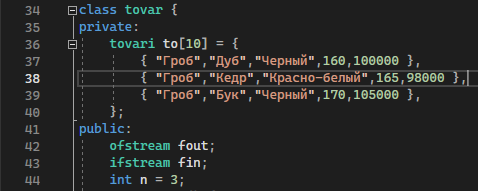 34 class tovar {
35 private:
36 tovari to[10] = {
37 { "Гроб","Дуб","Черный",160,100000 },
38 { "Гроб","Кедр","Красно-белый",165,98000 },
39 { "Гроб","Бук","Черный",170,105000 },
40 };
41 public:
42 ofstream fout;
43 ifstream fin;
44 int n = 3;